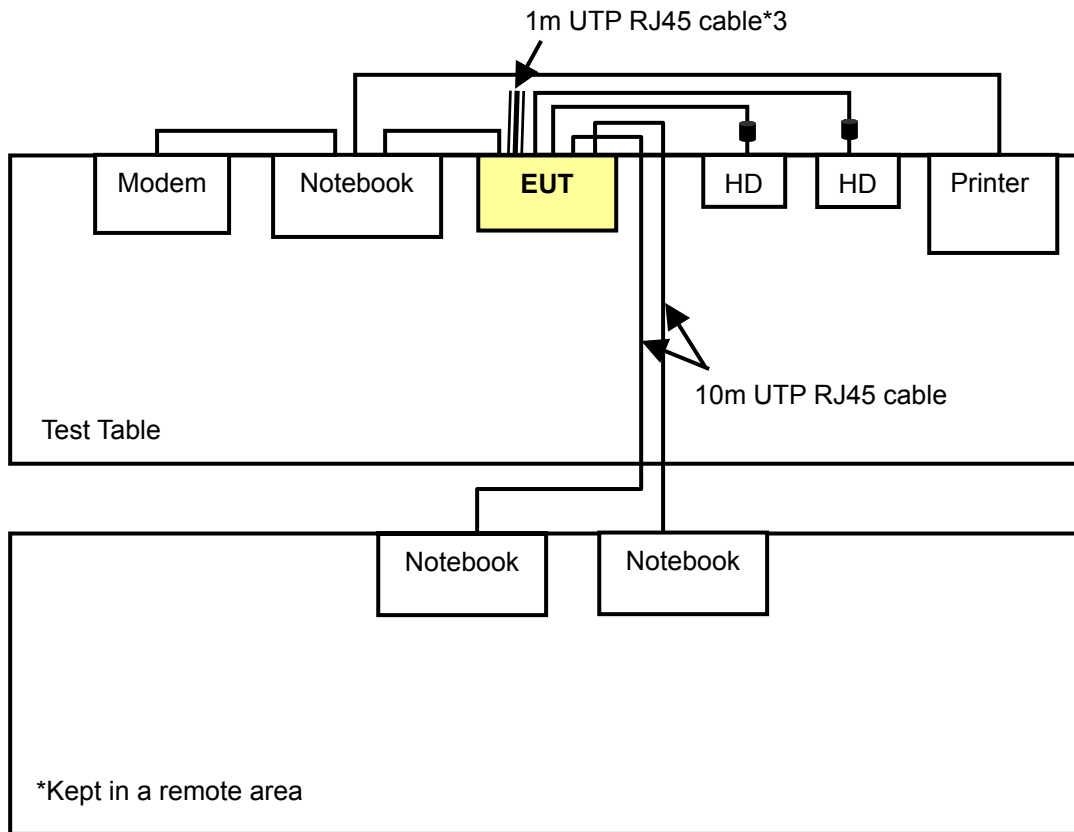 1m UTP RJ45 cable*3
Modem
Notebook
EUT
HD
HD
Printer
10m UTP RJ45 cable
Test Table
Notebook
Notebook
*Kept in a remote area